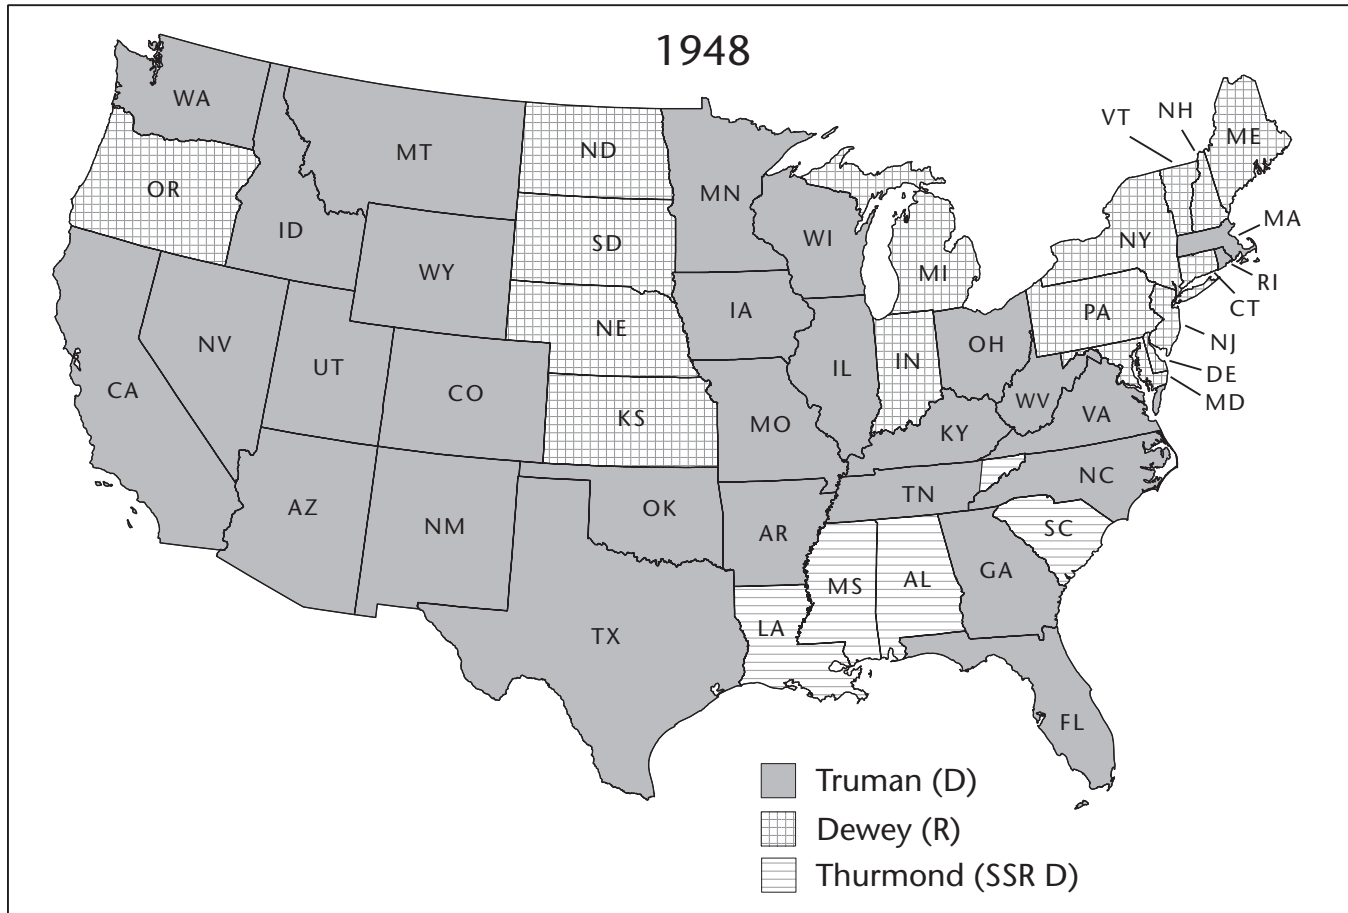 1948
WA
MT
ND
VT
NH
ME
OR
MN
ID
SD
WI
NY
MA
WY
MI
RI
CT
NE
IA
PA
NV
IL
IN
OH
NJ
UT
DE
CA
CO
WV
MD
KS
MO
KY
VA
TN
NC
AZ
NM
OK
AR
SC
MS
AL
GA
LA
TX
FL
Truman (D)
Dewey (R)
Thurmond (SSR D)